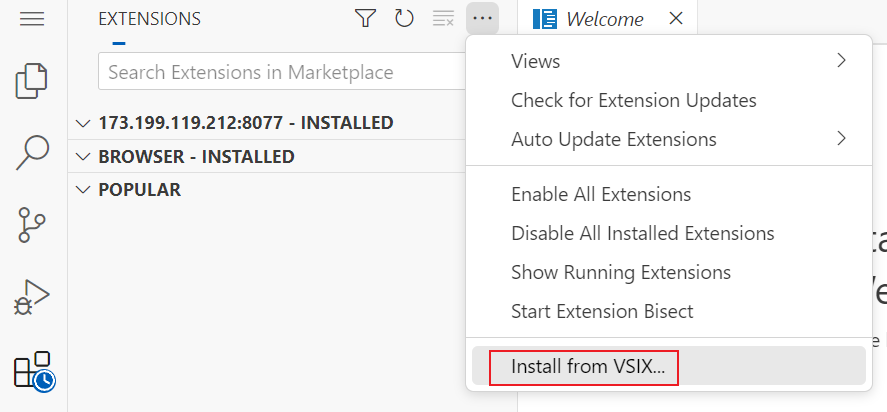 EXTENSIONS
Welcome
Search Extensions in Marketplace
173.199.119.212:8077 - INSTALLED
BROWSER - INSTALLED
POPULAR
Views
Check for Extension Updates
Auto Update Extensions
Enable All Extensions
Disable All Installed Extensions
Show Running Extensions
Start Extension Bisect
Install from VSIX...